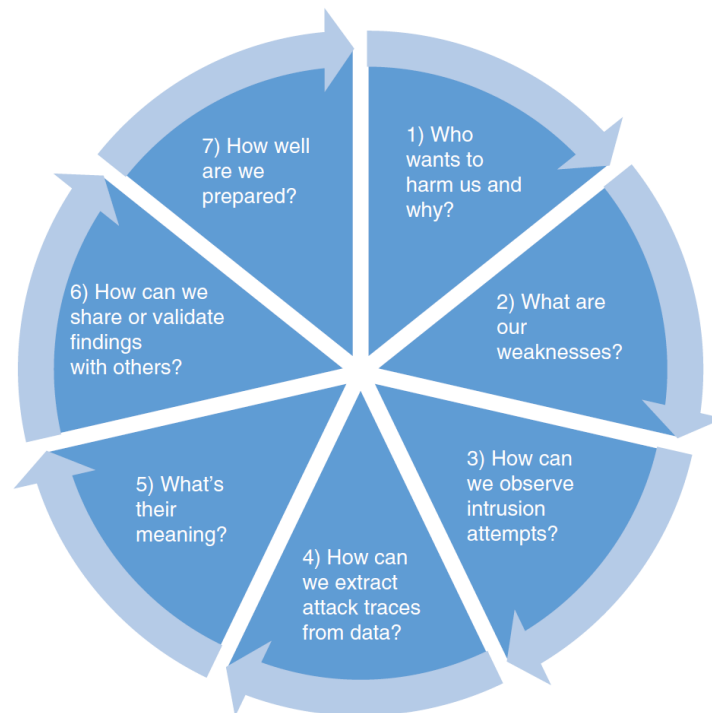 1) Who
wants to
harm us and
why?
2) What are
our
weaknesses?
3) How can
we observe
intrusion
attempts?
4) How can
we extract
attack traces
from data?
5) What's
their
meaning?
6) How can we
share or validate
findings
with others?
7) How well
are we
prepared?